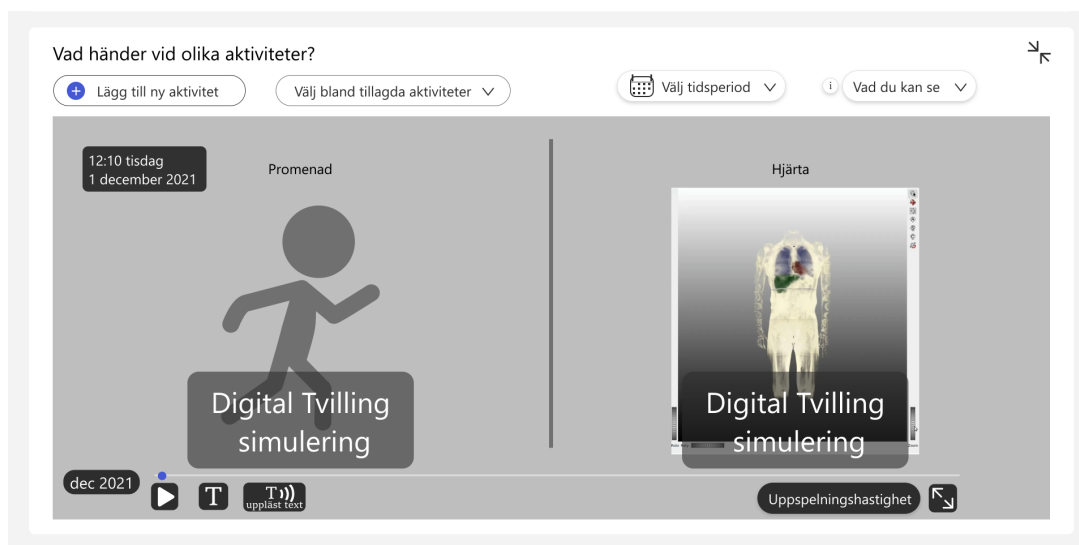 Vad händer vid olika aktiviteter?
Lägg till ny aktivitet
Välj bland tillagda aktiviteter
Välj tidsperiod
i
Vad du kan se
12:10 tisdag
1 december 2021
Promenad
Hjärta
Digital Tvilling
simulering
Digital Tvilling
simulering
dec 2021
T
T
uppläst text
Uppspelningshastighet